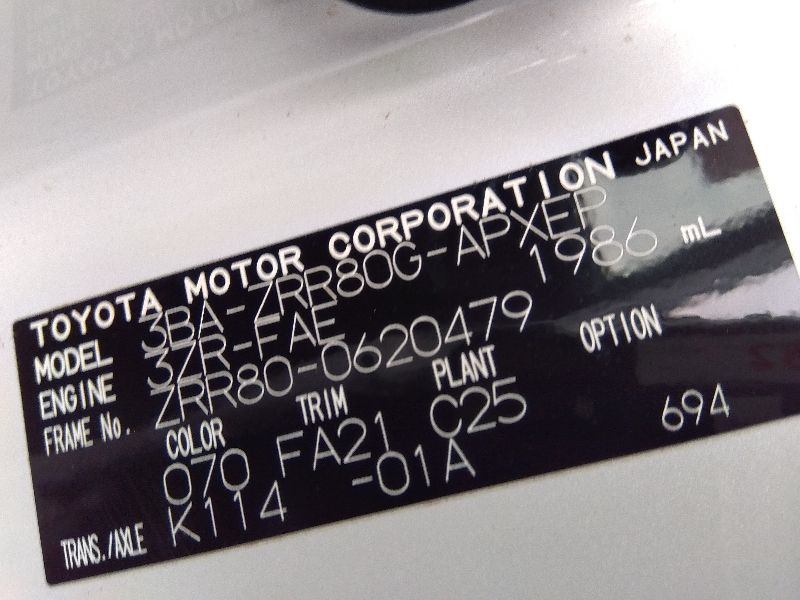 TOYOTA MOTOR CORPORATION JAPAN
MODEL 3BA-ZRR80G-APXEP
ENGINE 3ZR-FAE 1986 mL
FRAME No. ZRR80-0620479
COLOR TRIM PLANT OPTION
070 FA21 C25
TRANS./AXLE K114 -01A 694